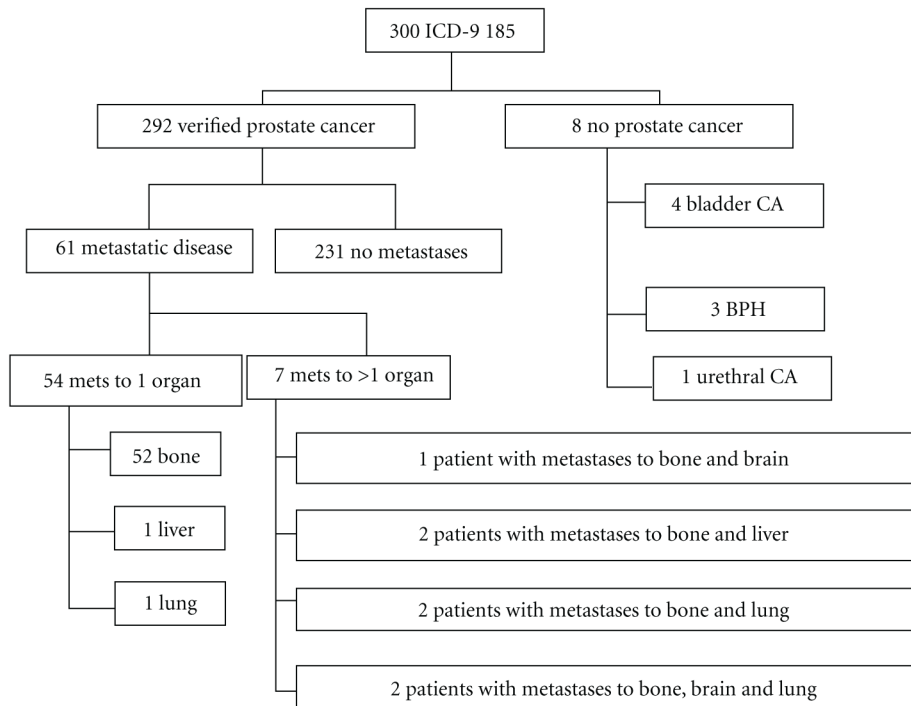 300 ICD-9 185
292 verified prostate cancer
8 no prostate cancer
4 bladder CA
61 metastatic disease
231 no metastases
3 BPH
54 mets to 1 organ
7 mets to >1 organ
1 urethral CA
52 bone
1 patient with metastases to bone and brain
1 liver
2 patients with metastases to bone and liver
1 lung
2 patients with metastases to bone and lung
2 patients with metastases to bone, brain and lung